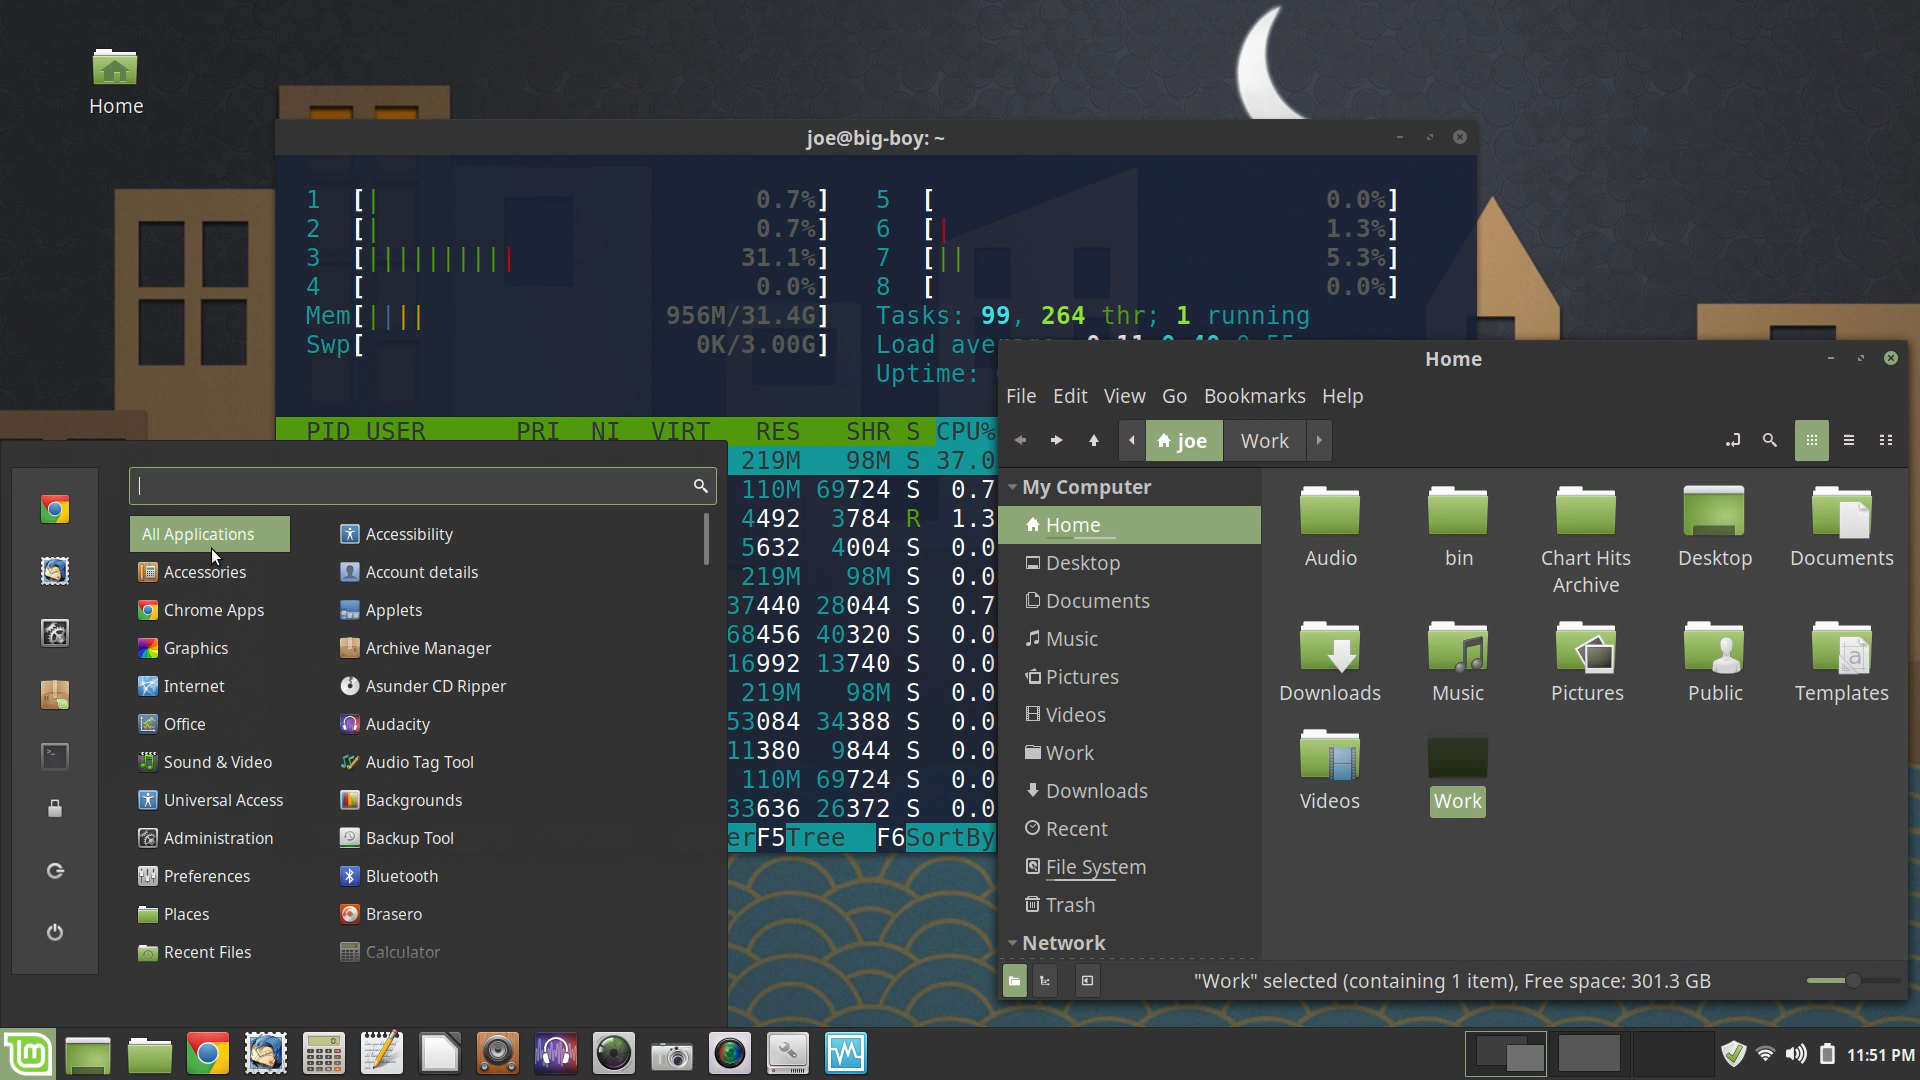 Home
joe@big-boy: ~
1 [| 0.7%] 5 [ 0.0%]
2 [| 0.7%] 6 [| 1.3%]
3 [|||||||||| 31.1%] 7 [|| 5.3%]
4 [ 0.0%] 8 [ 0.0%]
Mem[|||| 956M/31.4G] Tasks: 99, 264 thr; 1 running
Swp[ 0K/3.00G] Load
Uptime:
PID USER PRI NI VIRT RES SHR S CPU%
219M 98M S 37.0
110M 69724 S 0.7
4492 3784 R 1.3
5632 4004 S 0.0
219M 98M S 0.0
37440 28044 S 0.7
68456 40320 S 0.0
16992 13740 S 0.0
219M 98M S 0.0
53084 34388 S 0.0
11380 9844 S 0.0
110M 69724 S 0.0
33636 26372 S 0.0
er F5Tree F6SortBy
All Applications
Accessories
Chrome Apps
Graphics
Internet
Office
Sound & Video
Universal Access
Administration
Preferences
Places
Recent Files
Accessibility
Account details
Applets
Archive Manager
Asunder CD Ripper
Audacity
Audio Tag Tool
Backgrounds
Backup Tool
Bluetooth
Brasero
Calculator
Home
File Edit View Go Bookmarks Help
joe Work
My Computer
Home
Desktop
Documents
Music
Pictures
Videos
Work
Downloads
Recent
File System
Trash
Network
Audio bin Chart Hits Archive Desktop Documents
Downloads Music Pictures Public Templates
Videos Work
"Work" selected (containing 1 item), Free space: 301.3 GB
11:51 PM